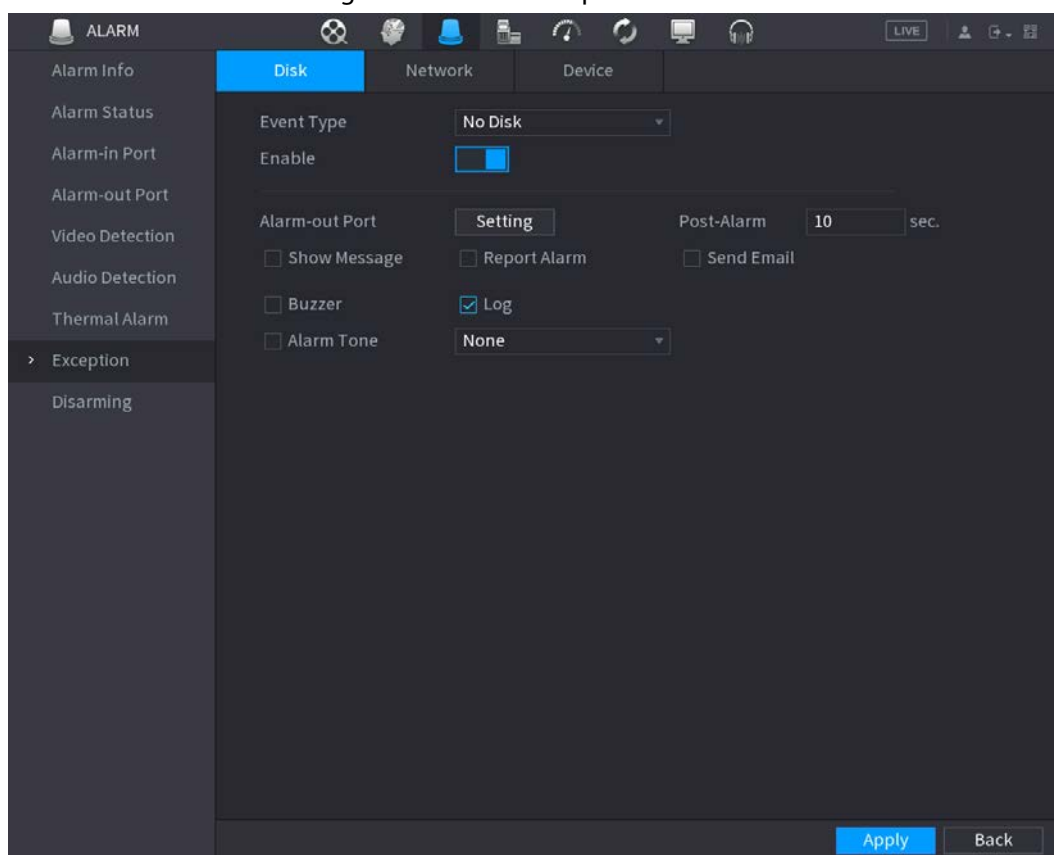 ALARM LIVE
Alarm Info Disk Network Device
Alarm Status
Event Type No Disk
Alarm-in Port Enable
Alarm-out Port
Alarm-out Port Setting Post-Alarm 10 sec.
Video Detection
Show Message Report Alarm Send Email
Audio Detection
Buzzer Log
Thermal Alarm
Alarm Tone None
Exception
Disarming
Apply Back